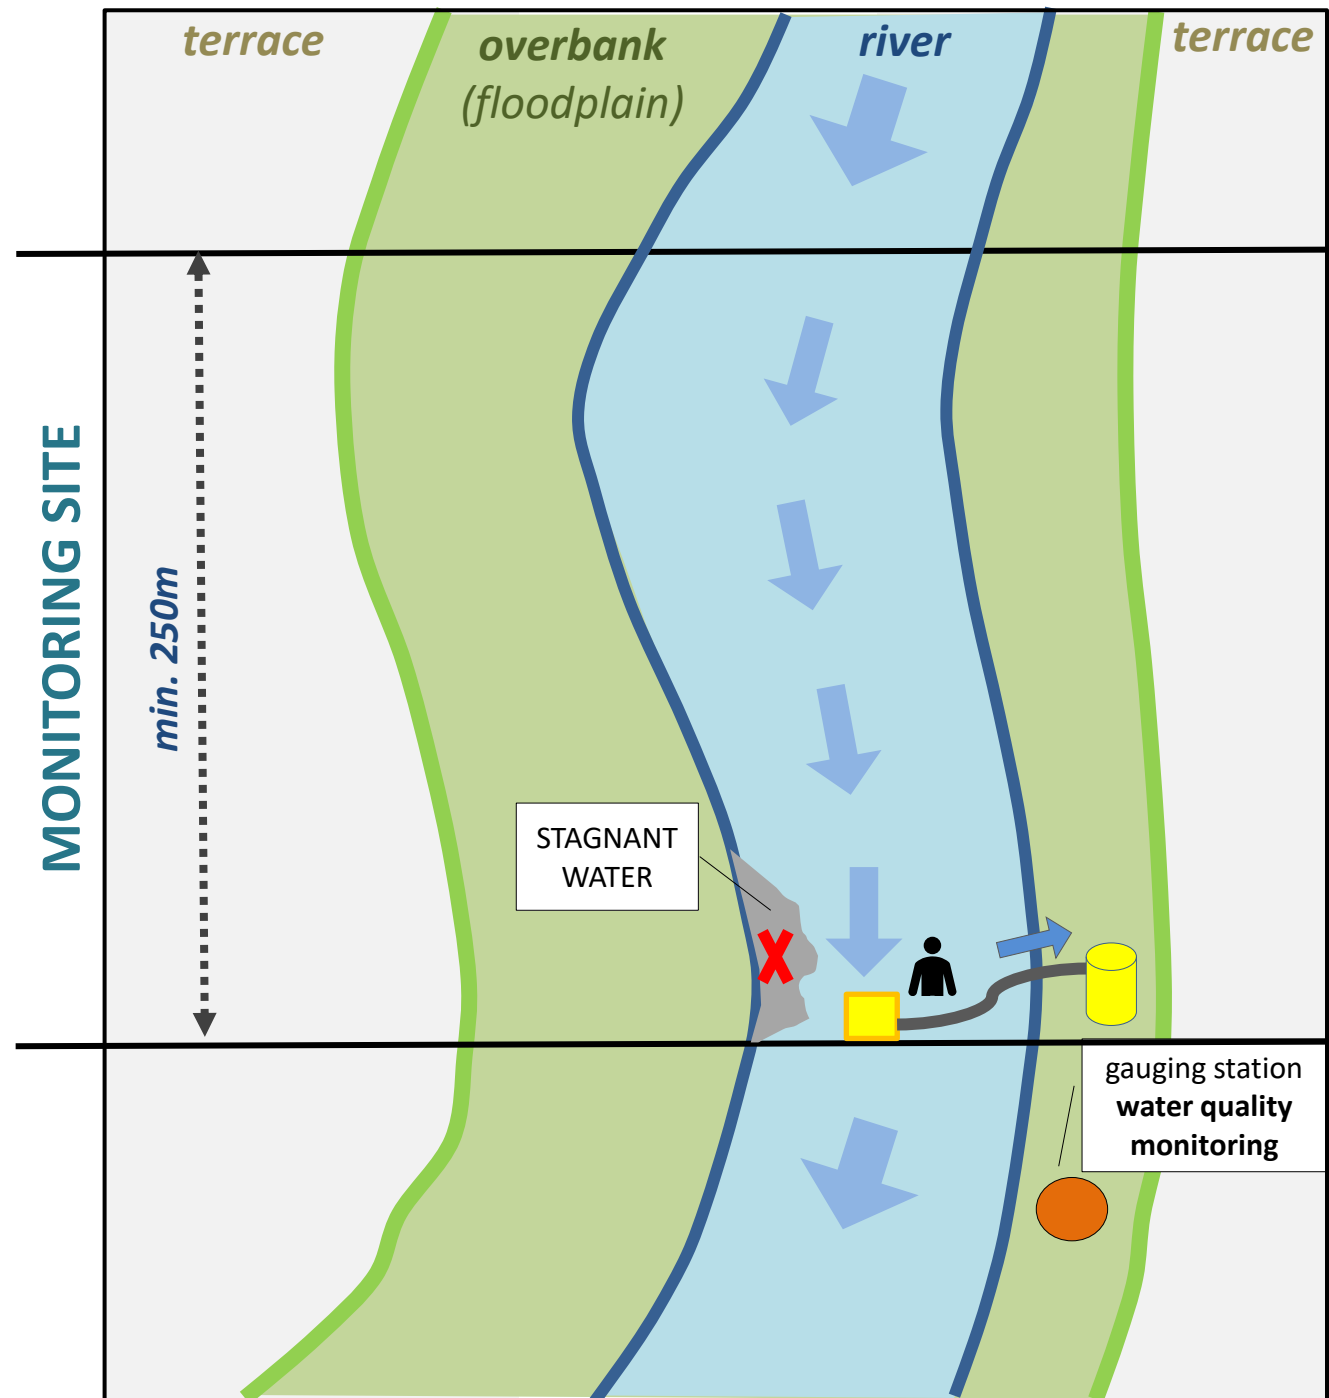 terrace
overbank
(floodplain)
river
terrace
MONITORING SITE
min. 250m
STAGNANT
WATER
gauging station
water quality
monitoring